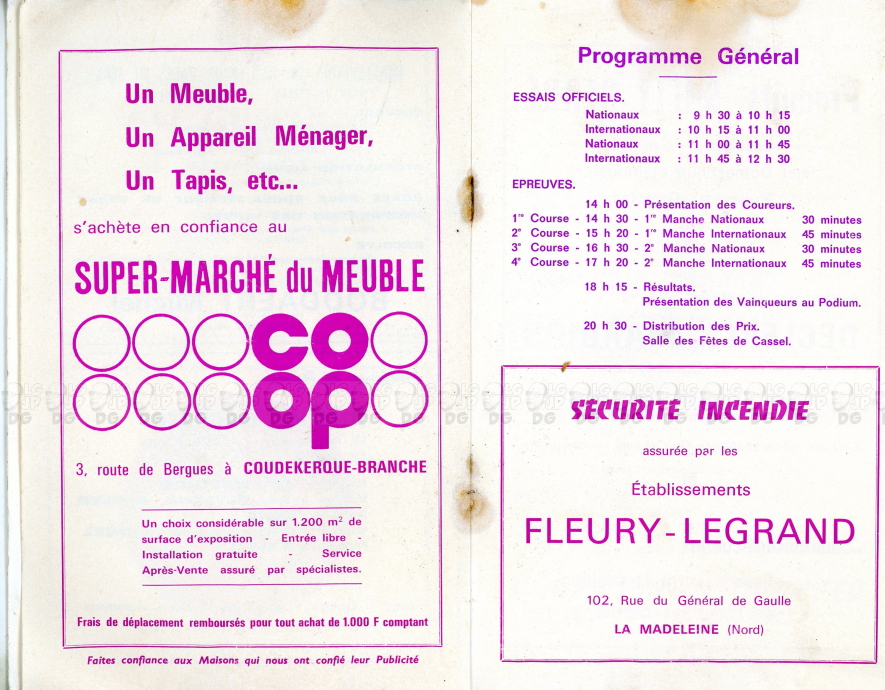 Un Meuble,
Un Appareil Ménager,
Un Tapis, etc...
s'achète en confiance au
SUPER-MARCHÉ du MEUBLE
CO
OP
3, route de Bergues à COUDEKERQUE-BRANCHE
Un choix considérable sur 1.200 m² de
surface d'exposition - Entrée libre -
Installation gratuite - Service
Après-Vente assuré par spécialistes.
Frais de déplacement remboursés pour tout achat de 1.000 F comptant
Faites confiance aux Maisons qui nous ont confié leur Publicité
Programme Général
ESSAIS OFFICIELS.
Nationaux : 9 h 30 à 10 h 15
Internationaux : 10 h 15 à 11 h 00
Nationaux : 11 h 00 à 11 h 45
Internationaux : 11 h 45 à 12 h 30
EPREUVES.
14 h 00 - Présentation des Coureurs.
1re Course - 14 h 30 - 1re Manche Nationaux 30 minutes
2e Course - 15 h 20 - 1re Manche Internationaux 45 minutes
3e Course - 16 h 30 - 2e Manche Nationaux 30 minutes
4e Course - 17 h 20 - 2e Manche Internationaux 45 minutes
18 h 15 - Résultats.
Présentation des Vainqueurs au Podium.
20 h 30 - Distribution des Prix.
Salle des Fêtes de Cassel.
SÉCURITÉ INCENDIE
assurée par les
Établissements
FLEURY-LEGRAND
102, Rue du Général de Gaulle
LA MADELEINE (Nord)